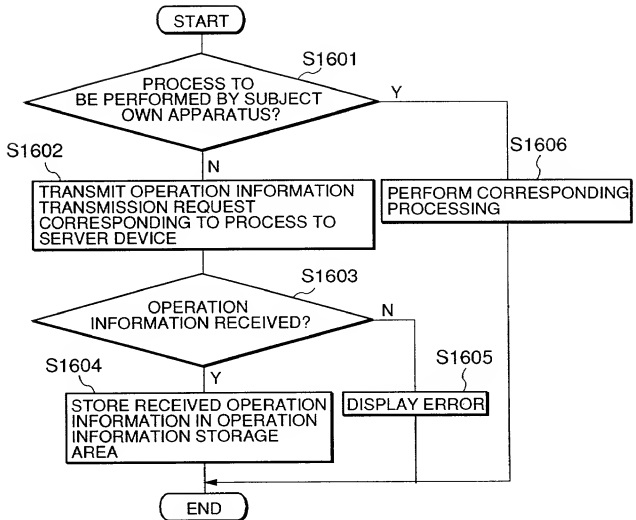 START
S1601
PROCESS TO
BE PERFORMED BY SUBJECT
OWN APPARATUS?
Y
S1602
N
S1606
TRANSMIT OPERATION INFORMATION
TRANSMISSION REQUEST
CORRESPONDING TO PROCESS TO
SERVER DEVICE
PERFORM CORRESPONDING
PROCESSING
S1603
OPERATION
INFORMATION RECEIVED?
N
S1604
Y
S1605
STORE RECEIVED OPERATION
INFORMATION IN OPERATION
INFORMATION STORAGE
AREA
DISPLAY ERROR
END